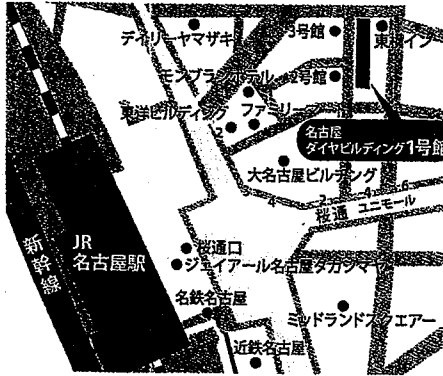 デイリーヤマザキ
3号館
東横イン
モンブランホテル
2号館
東洋ビルディング
ファミリーマート
2
名古屋
ダイヤビルディング1号館
大名古屋ビルヂング
2
4
6
4
桜通 ユニモール
新幹線
JR
名古屋駅
桜通口
ジェイアール名古屋タカシマヤ
名鉄名古屋
ミッドランドスクエアー
近鉄名古屋